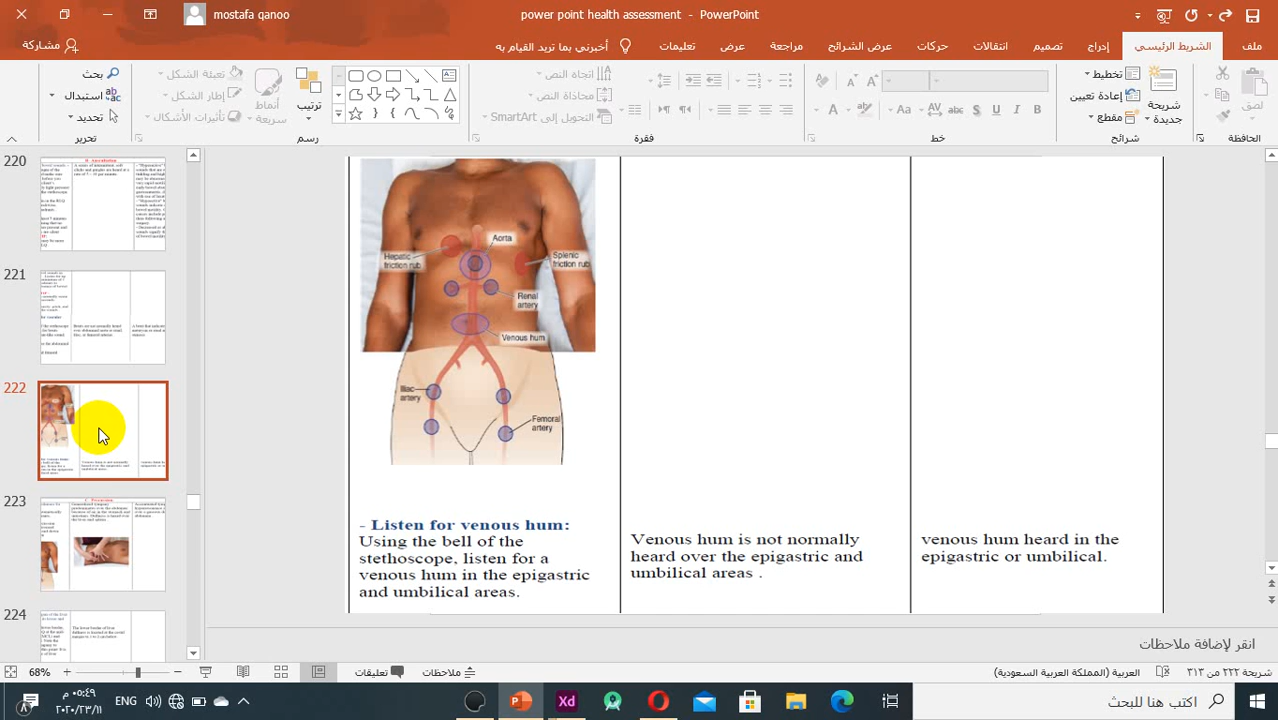 mostafa qanoo
power point health assessment - PowerPoint
ملف
الشريط الرئيسي
إدراج
تصميم
انتقالات
حركات
عرض الشرائح
مراجعة
عرض
تعليمات
أخبرني بما تريد القيام به
مشاركة
لصق
الحافظة
شريحة جديدة
تخطيط
إعادة تعيين
مقطع
شرائح
خط
اتجاه النص
محاذاة النص
التحويل إلى SmartArt
فقرة
ترتيب
أنماط سريعة
تعبئة الشكل
إطار الشكل
تأثيرات الأشكال
رسم
بحث
استبدال
تحديد
تحرير
220
221
222
223
224
Aorta
Hepatic
friction rub
Splenic
friction rub
Renal
artery
Venous hum
Iliac
artery
Femoral
artery
- Listen for venous hum:
Using the bell of the
stethoscope, listen for a
venous hum in the epigastric
and umbilical areas.
Venous hum is not normally
heard over the epigastric and
umbilical areas .
venous hum heard in the
epigastric or umbilical.
انقر لإضافة ملاحظات
شريحة ٢٢٢ من ٣١٣
العربية (المملكة العربية السعودية)
ملاحظات
تعليقات
68%
اكتب هنا للبحث
ENG
٠٥:٤٩ م
٢٠٢٠/٢٣/١١